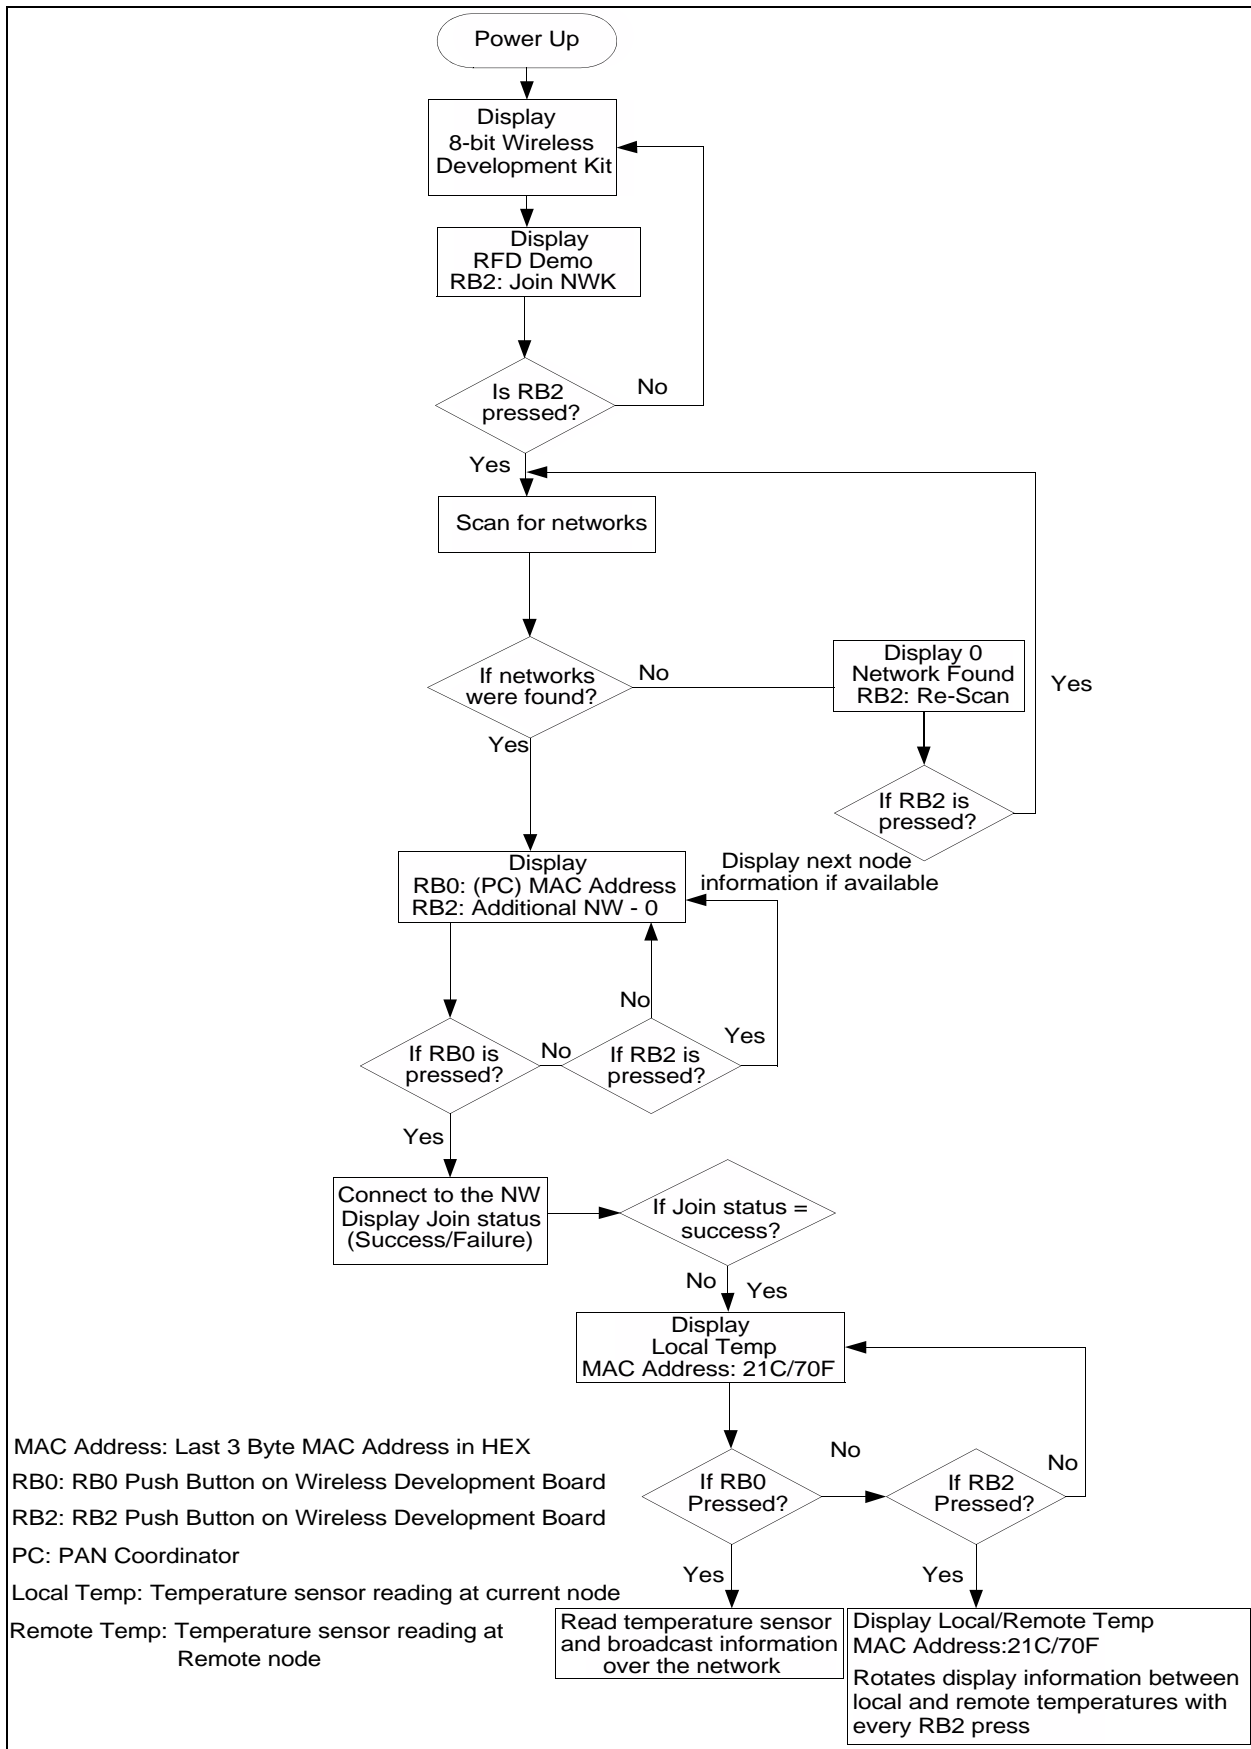 Power Up
Display
8-bit Wireless
Development Kit
Display
RFD Demo
RB2: Join NWK
Is RB2
pressed?
No
Yes
Scan for networks
If networks
were found?
No
Display 0
Network Found
RB2: Re-Scan
Yes
Yes
If RB2 is
pressed?
Display
RB0: (PC) MAC Address
RB2: Additional NW - 0
Display next node
information if available
No
Yes
If RB0 is
pressed?
No
If RB2 is
pressed?
Yes
Connect to the NW
Display Join status
(Success/Failure)
If Join status =
success?
No
Yes
Display
Local Temp
MAC Address: 21C/70F
If RB0
Pressed?
No
If RB2
Pressed?
No
Yes
Yes
Read temperature sensor
and broadcast information
over the network
Display Local/Remote Temp
MAC Address:21C/70F
Rotates display information between
local and remote temperatures with
every RB2 press
MAC Address: Last 3 Byte MAC Address in HEX
RB0: RB0 Push Button on Wireless Development Board
RB2: RB2 Push Button on Wireless Development Board
PC: PAN Coordinator
Local Temp: Temperature sensor reading at current node
Remote Temp: Temperature sensor reading at
Remote node